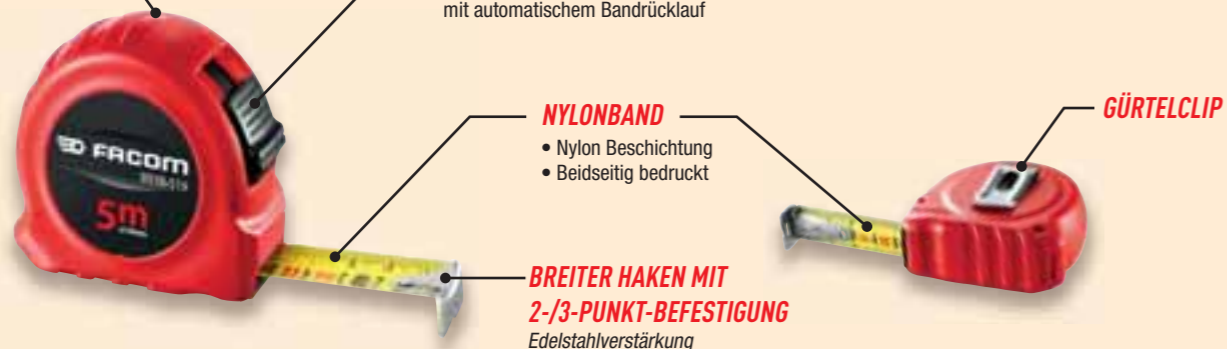 mit automatischem Bandrücklauf
NYLONBAND
• Nylon Beschichtung
• Beidseitig bedruckt
GÜRTELCLIP
FACOM
5m
BREITER HAKEN MIT
2-/3-PUNKT-BEFESTIGUNG
Edelstahlverstärkung